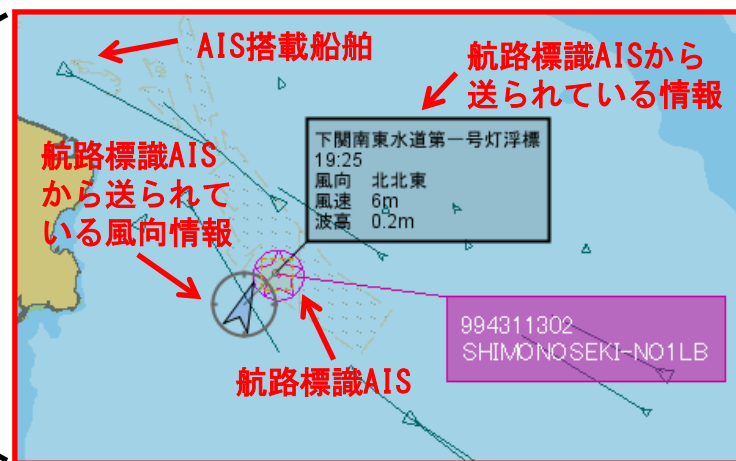 AIS搭載船舶
航路標識AISから
送られている情報
下関南東水道第一号灯浮標
19:25
風向 北北東
風速 6m
波高 0.2m
航路標識AIS
から送られて
いる風向情報
994311302
SHIMONOSEKI-NO1LB
航路標識AIS